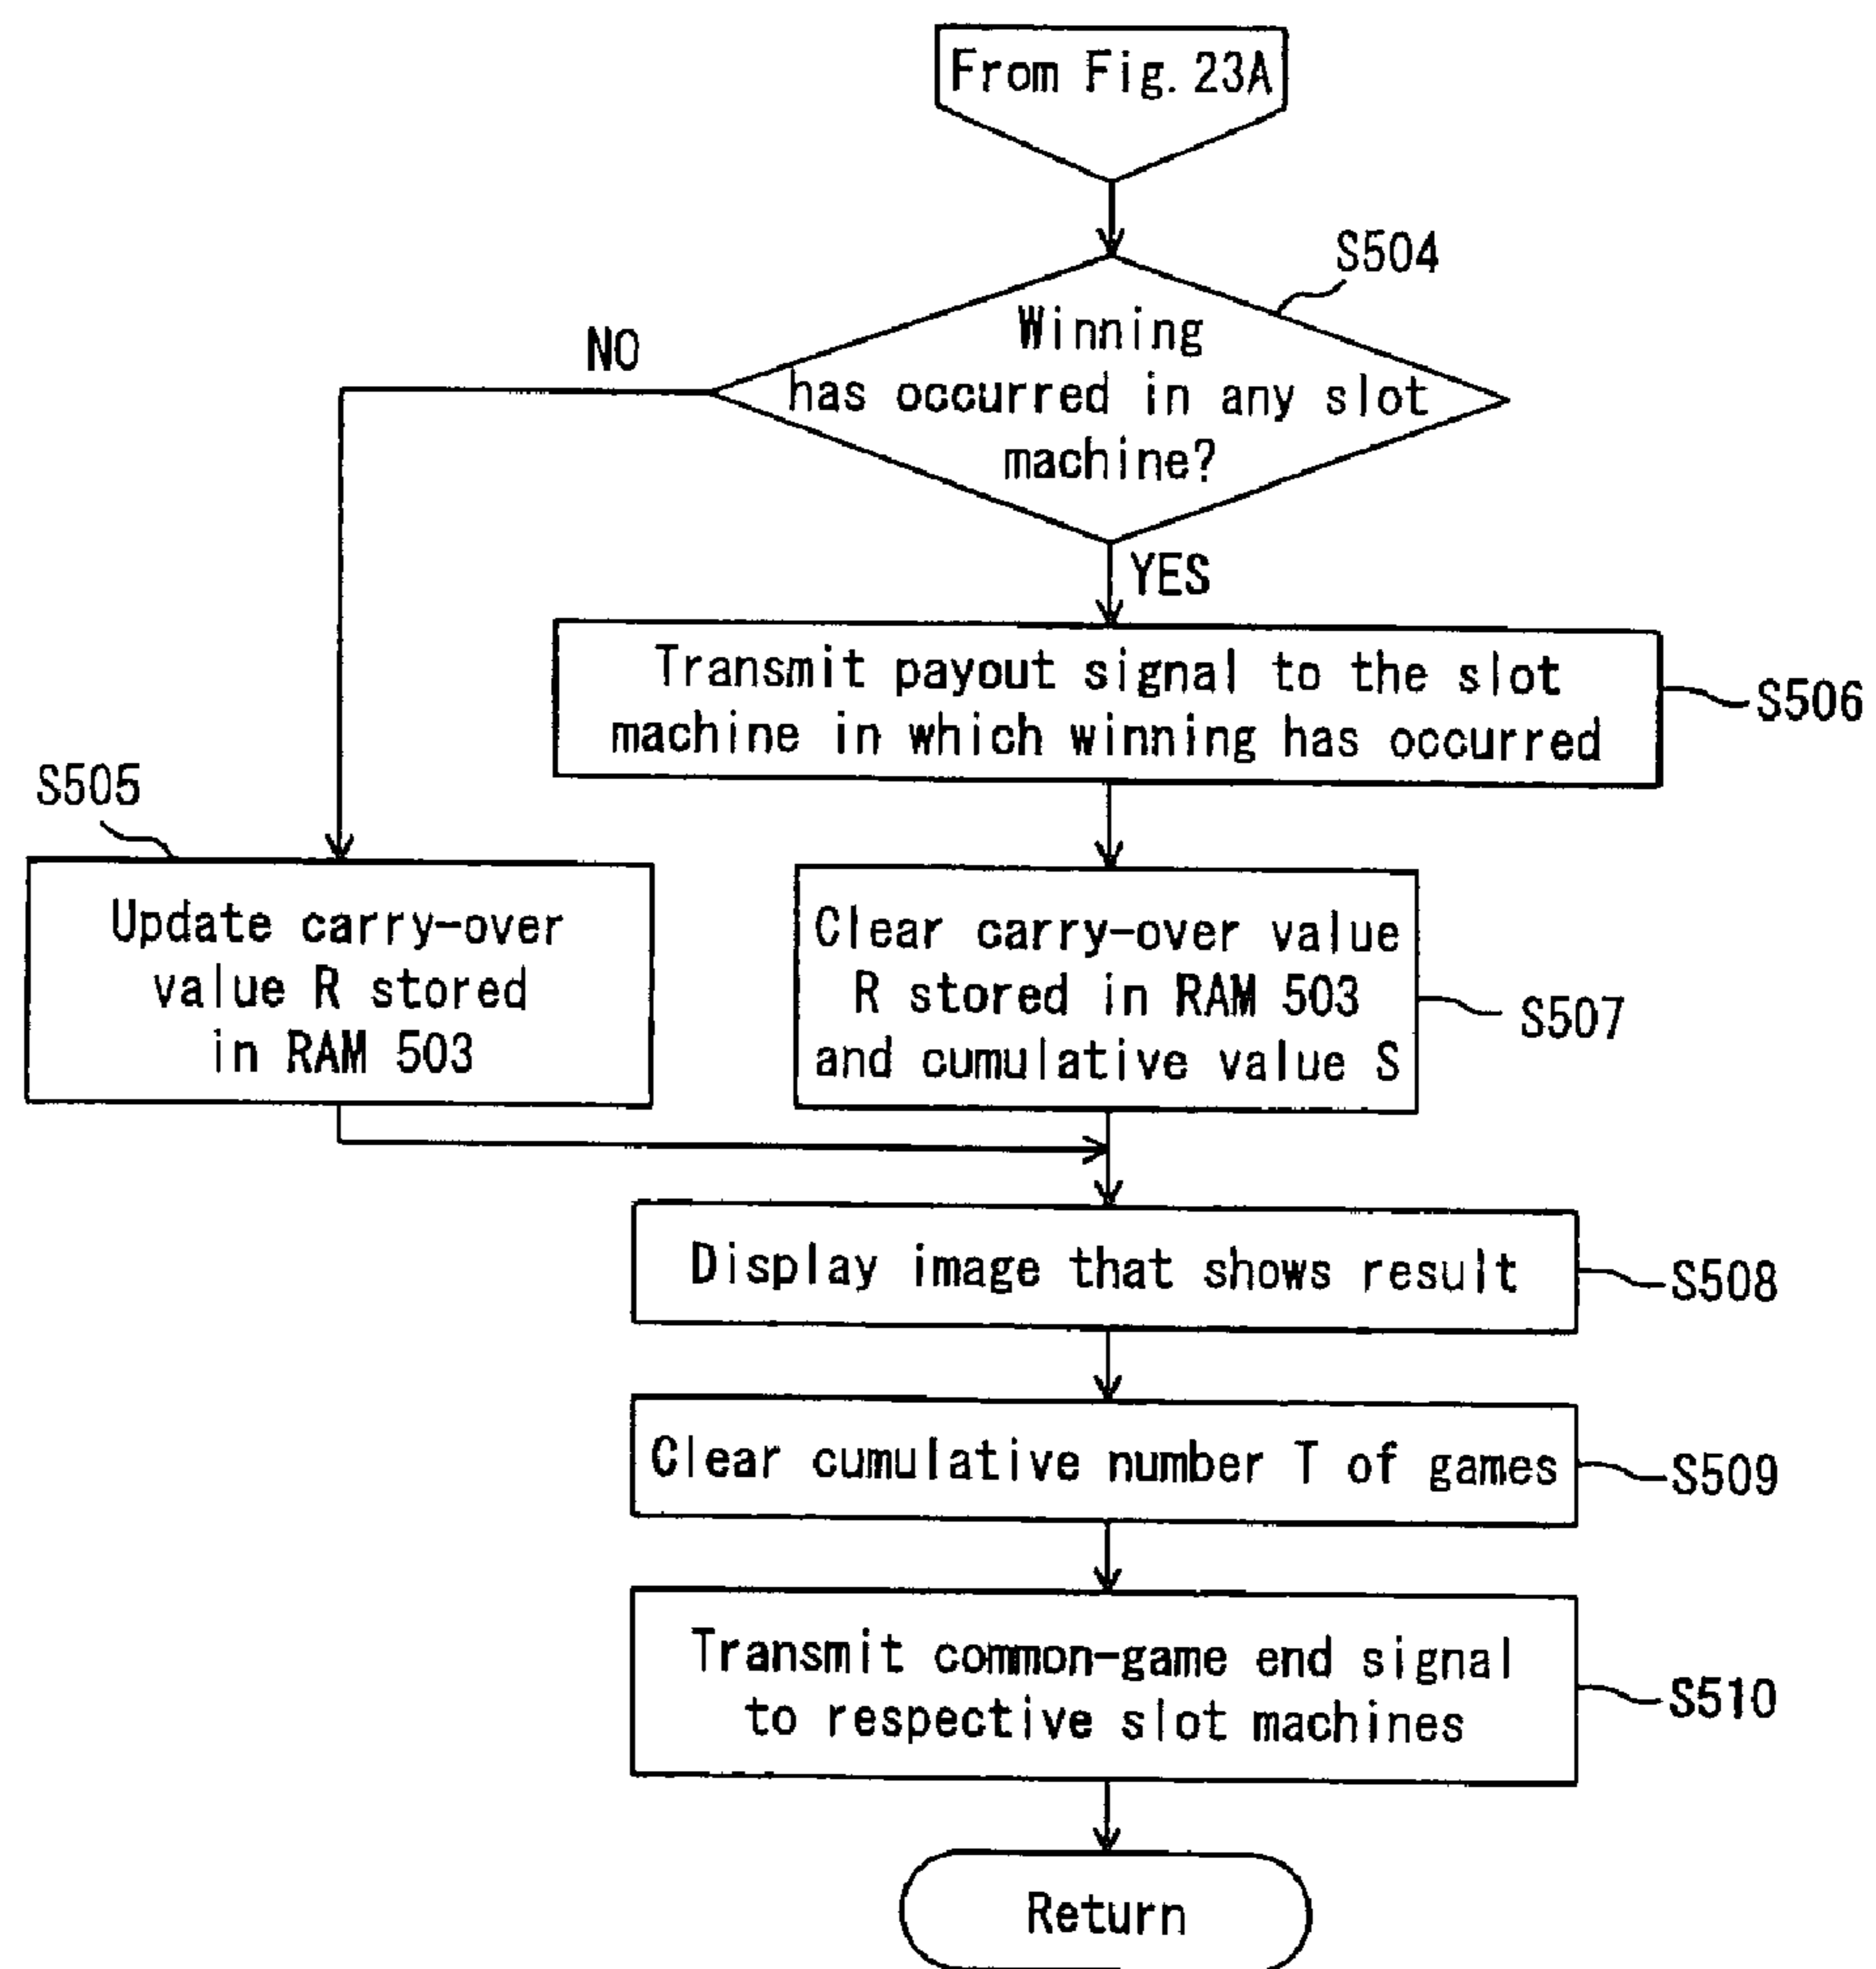 From Fig. 23A
S504
Winning
has occurred in any slot
machine?
NO
YES
Transmit payout signal to the slot
machine in which winning has occurred
S506
S505
Update carry-over
value R stored
in RAM 503
Clear carry-over value
R stored in RAM 503
and cumulative value S
S507
Display image that shows result
S508
Clear cumulative number T of games
S509
Transmit common-game end signal
to respective slot machines
S510
Return